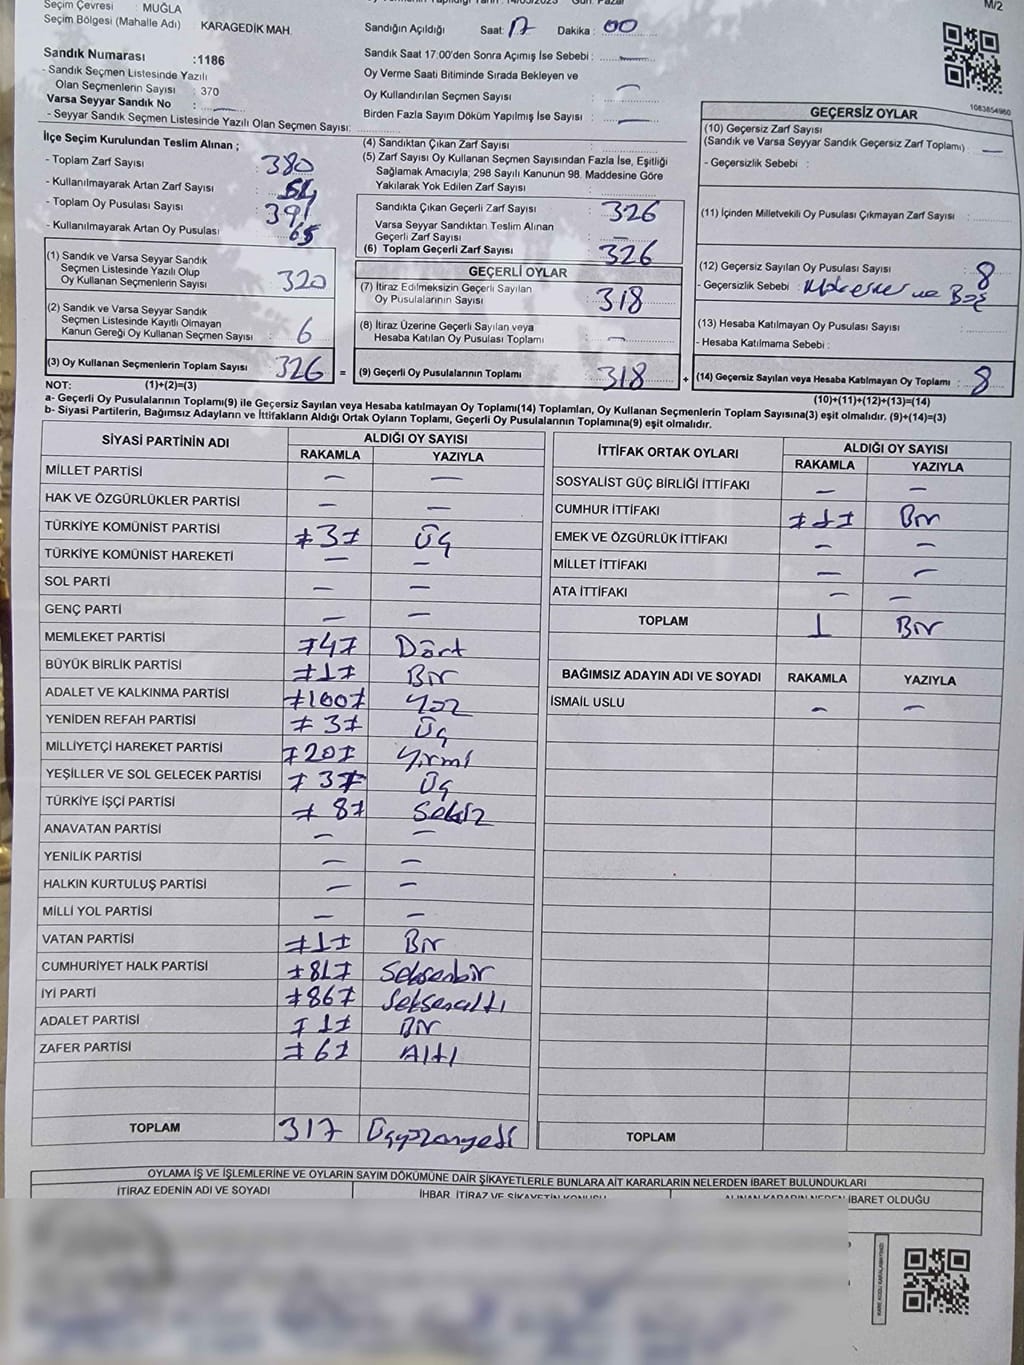 Seçim Çevresi : MUĞLA
Seçim Bölgesi (Mahalle Adı) KARAGEDİK MAH.
M/2
Sandığın Açıldığı Saat: 17 Dakika : 00
Sandık Numarası :1186
- Sandık Seçmen Listesinde Yazılı
Olan Seçmenlerin Sayısı : 370
Varsa Seyyar Sandık No : —
- Seyyar Sandık Seçmen Listesinde Yazılı Olan Seçmen Sayısı:
Sandık Saat 17:00'den Sonra Açımış İse Sebebi : —
Oy Verme Saati Bitiminde Sırada Bekleyen ve
Oy Kullandırılan Seçmen Sayısı : —
Birden Fazla Sayım Döküm Yapılmış İse Sayısı : —
1083854960
İlçe Seçim Kurulundan Teslim Alınan ;
- Toplam Zarf Sayısı : 380
- Kullanılmayarak Artan Zarf Sayısı : 54
- Toplam Oy Pusulası Sayısı : 391
- Kullanılmayarak Artan Oy Pusulası : 65
(1) Sandık ve Varsa Seyyar Sandık
Seçmen Listesinde Yazılı Olup
Oy Kullanan Seçmenlerin Sayısı : 320
(2) Sandık ve Varsa Seyyar Sandık
Seçmen Listesinde Kayıtlı Olmayan
Kanun Gereği Oy Kullanan Seçmen Sayısı : 6
(3) Oy Kullanan Seçmenlerin Toplam Sayısı 326 =
(4) Sandıktan Çıkan Zarf Sayısı :
(5) Zarf Sayısı Oy Kullanan Seçmen Sayısından Fazla İse, Eşitliği
Sağlamak Amacıyla; 298 Sayılı Kanunun 98. Maddesine Göre
Yakılarak Yok Edilen Zarf Sayısı :
Sandıkta Çıkan Geçerli Zarf Sayısı : 326
Varsa Seyyar Sandıktan Teslim Alınan
Geçerli Zarf Sayısı : —
(6) Toplam Geçerli Zarf Sayısı : 326
GEÇERLİ OYLAR
(7) İtiraz Edilmeksizin Geçerli Sayılan
Oy Pusulalarının Sayısı : 318
(8) İtiraz Üzerine Geçerli Sayılan veya
Hesaba Katılan Oy Pusulası Toplamı : —
(9) Geçerli Oy Pusulalarının Toplamı : 318 +
GEÇERSİZ OYLAR
(10) Geçersiz Zarf Sayısı
(Sandık ve Varsa Seyyar Sandık Geçersiz Zarf Toplamı) : —
- Geçersizlik Sebebi :
(11) İçinden Milletvekili Oy Pusulası Çıkmayan Zarf Sayısı :
(12) Geçersiz Sayılan Oy Pusulası Sayısı : 8
- Geçersizlik Sebebi : ve Boş
(13) Hesaba Katılmayan Oy Pusulası Sayısı :
- Hesaba Katılmama Sebebi :
(14) Geçersiz Sayılan veya Hesaba Katılmayan Oy Toplamı : 8
NOT: (1)+(2)=(3) (10)+(11)+(12)+(13)=(14)
a- Geçerli Oy Pusulalarının Toplamı(9) ile Geçersiz Sayılan veya Hesaba katılmayan Oy Toplamı(14) Toplamları, Oy Kullanan Seçmenlerin Toplam Sayısına(3) eşit olmalıdır. (9)+(14)=(3)
b- Siyasi Partilerin, Bağımsız Adayların ve İttifakların Aldığı Ortak Oyların Toplamı, Geçerli Oy Pusulalarının Toplamına(9) eşit olmalıdır.
SİYASİ PARTİNİN ADI ALDIĞI OY SAYISI
RAKAMLA YAZIYLA
MİLLET PARTİSİ — —
HAK VE ÖZGÜRLÜKLER PARTİSİ — —
TÜRKİYE KOMÜNİST PARTİSİ ≠3≠ Üç
TÜRKİYE KOMÜNİST HAREKETİ — —
SOL PARTİ — —
GENÇ PARTİ — —
MEMLEKET PARTİSİ ≠4≠ Dört
BÜYÜK BİRLİK PARTİSİ ≠1≠ Bir
ADALET VE KALKINMA PARTİSİ ≠100≠ Yüz
YENİDEN REFAH PARTİSİ ≠3≠ Üç
MİLLİYETÇİ HAREKET PARTİSİ ≠20≠ Yirmi
YEŞİLLER VE SOL GELECEK PARTİSİ ≠3≠ Üç
TÜRKİYE İŞÇİ PARTİSİ ≠8≠ Sekiz
ANAVATAN PARTİSİ — —
YENİLİK PARTİSİ — —
HALKIN KURTULUŞ PARTİSİ — —
MİLLİ YOL PARTİSİ — —
VATAN PARTİSİ ≠1≠ Bir
CUMHURİYET HALK PARTİSİ ≠81≠ Seksenbir
İYİ PARTİ ≠86≠ Seksenaltı
ADALET PARTİSİ ≠1≠ Bir
ZAFER PARTİSİ ≠6≠ Altı
TOPLAM 317 Üçyüzonyedi
İTTİFAK ORTAK OYLARI ALDIĞI OY SAYISI
RAKAMLA YAZIYLA
SOSYALİST GÜÇ BİRLİĞİ İTTİFAKI — —
CUMHUR İTTİFAKI ≠1≠ Bir
EMEK VE ÖZGÜRLÜK İTTİFAKI — —
MİLLET İTTİFAKI — —
ATA İTTİFAKI — —
TOPLAM 1 Bir
BAĞIMSIZ ADAYIN ADI VE SOYADI RAKAMLA YAZIYLA
İSMAİL USLU — —
TOPLAM
OYLAMA İŞ VE İŞLEMLERİNE VE OYLARIN SAYIM DÖKÜMÜNE DAİR ŞİKAYETLERLE BUNLARA AİT KARARLARIN NELERDEN İBARET BULUNDUKLARI
İTİRAZ EDENİN ADI VE SOYADI İHBAR, İTİRAZ VE ŞİKAYETİN KONUSU ALINAN KARARIN NEDEN İBARET OLDUĞU